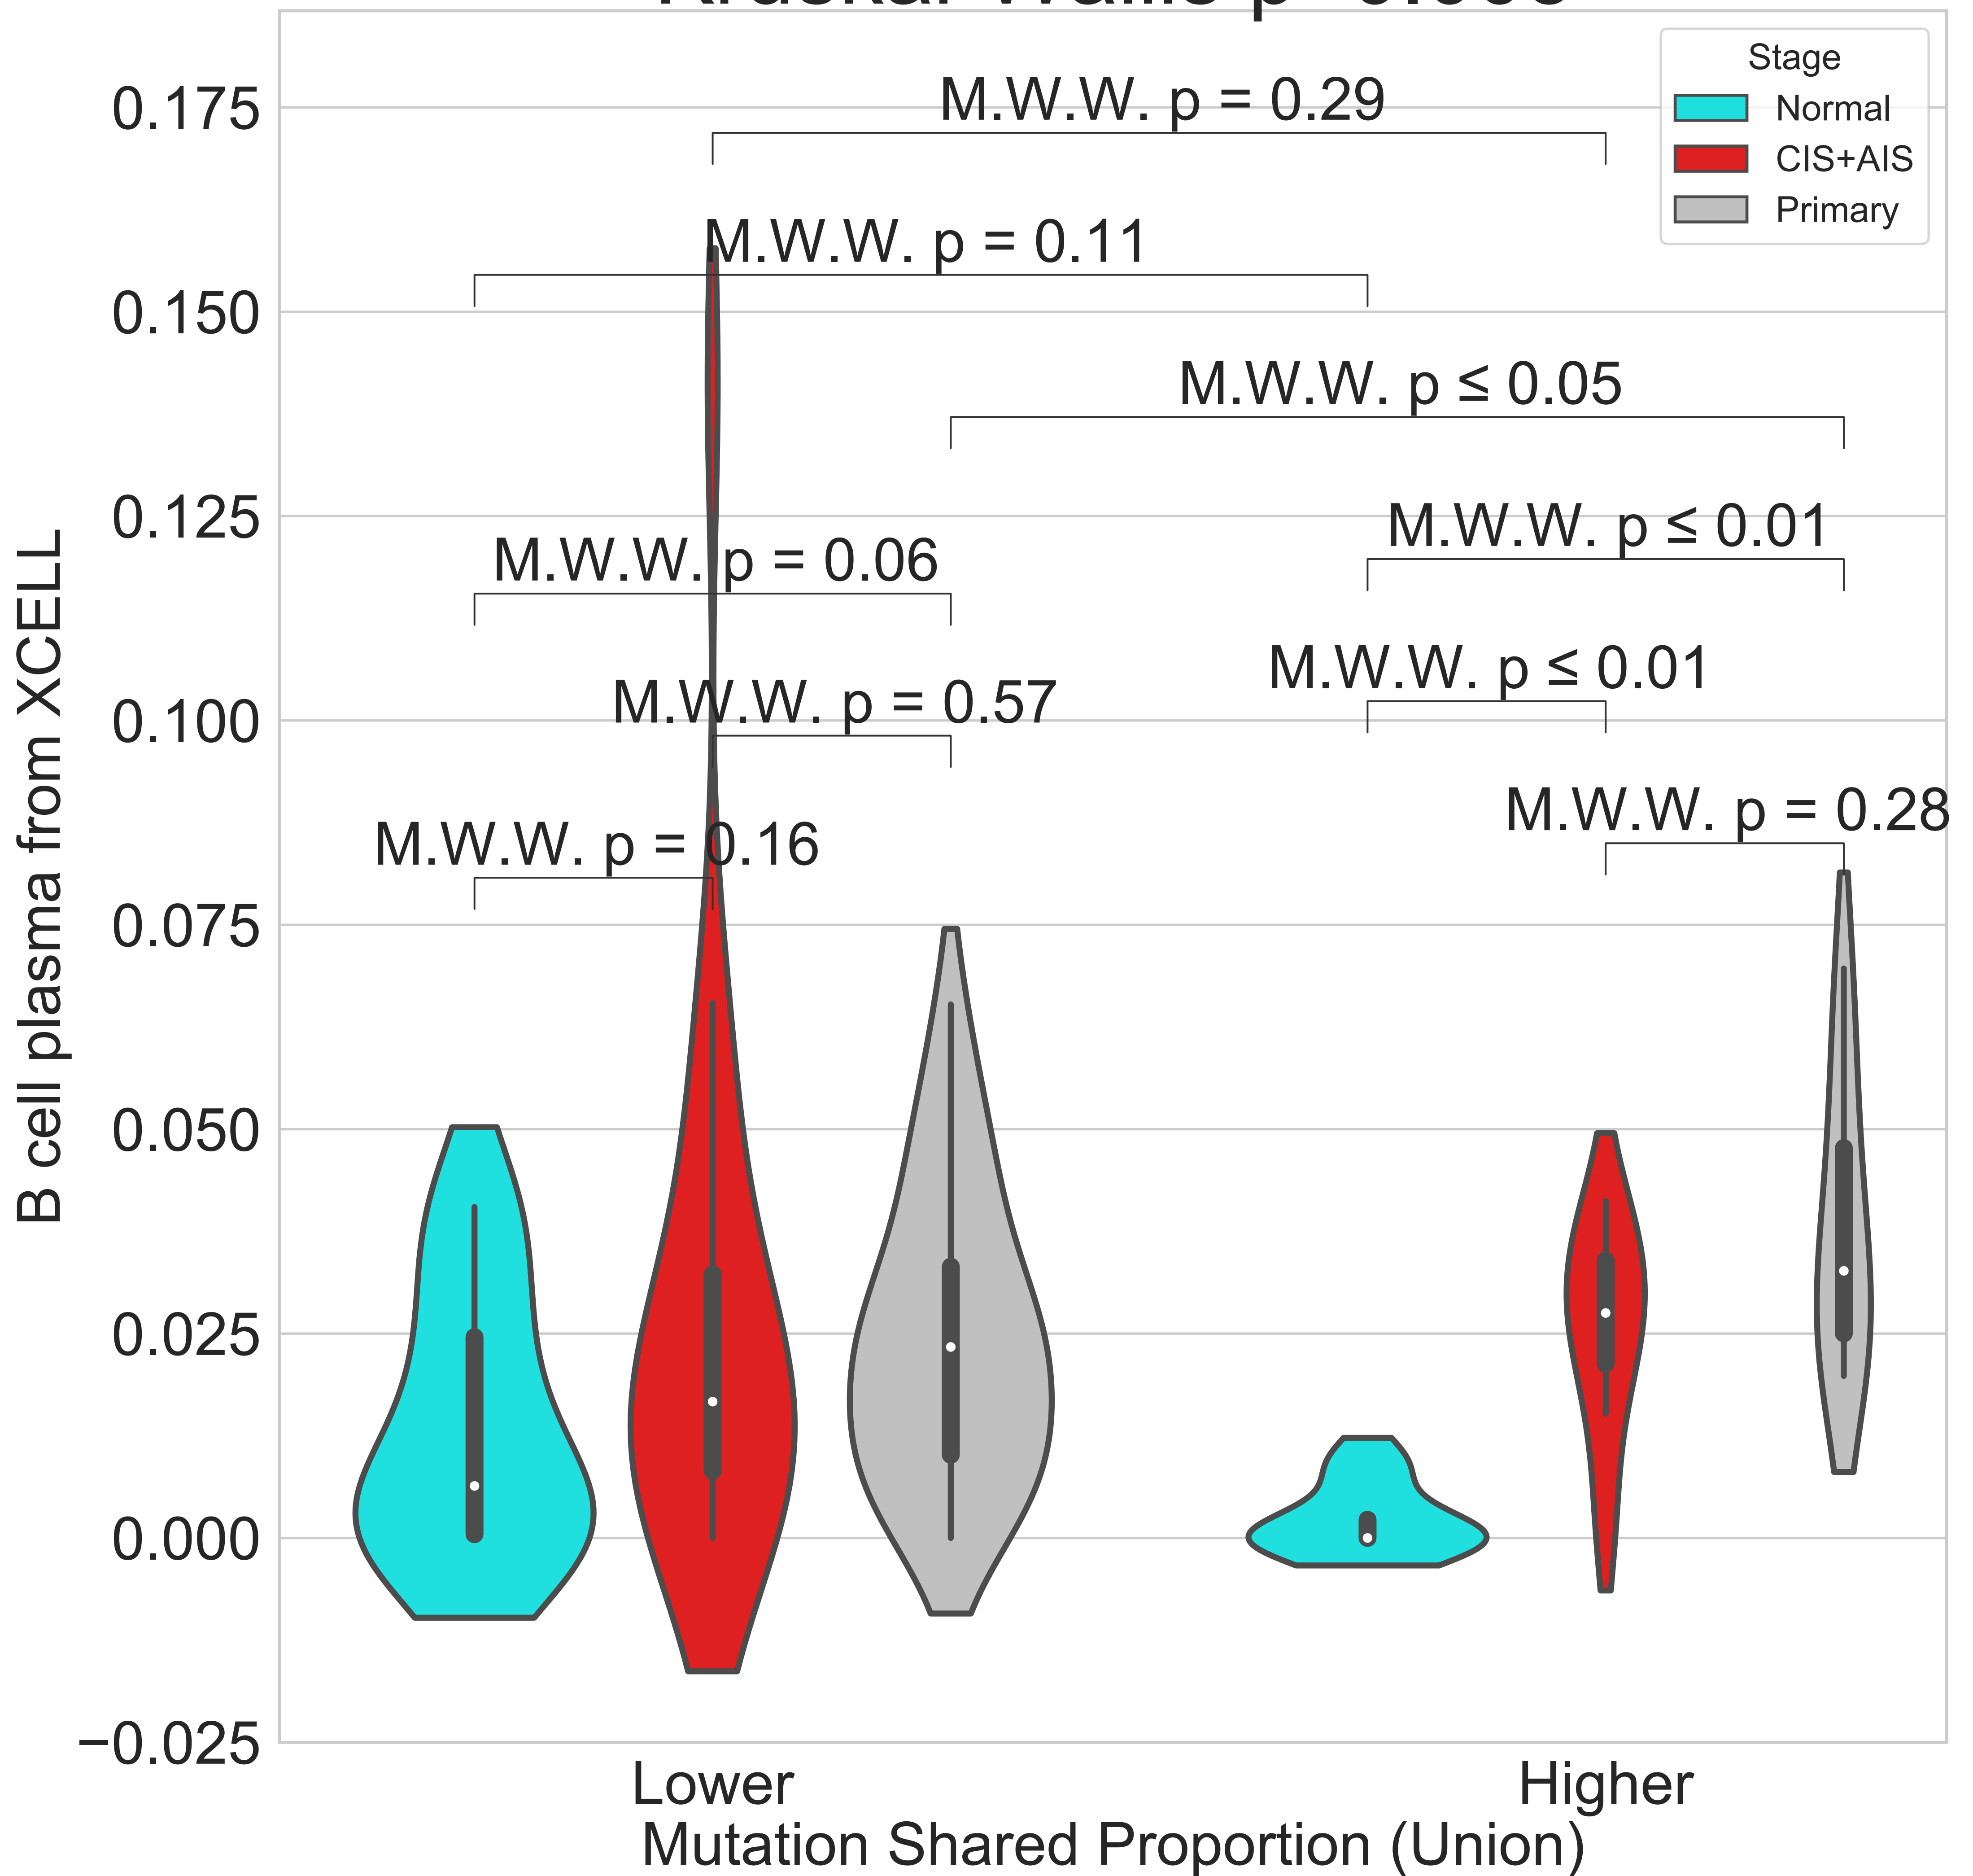 Stage
Normal
CIS+AIS
Primary
M.W.W. p = 0.29
M.W.W. p = 0.11
M.W.W. p ≤ 0.05
M.W.W. p ≤ 0.01
M.W.W. p = 0.06
M.W.W. p ≤ 0.01
M.W.W. p = 0.57
M.W.W. p = 0.28
M.W.W. p = 0.16
0.175
0.150
0.125
0.100
0.075
0.050
0.025
0.000
−0.025
B cell plasma from XCELL
Lower
Higher
Mutation Shared Proportion (Union)